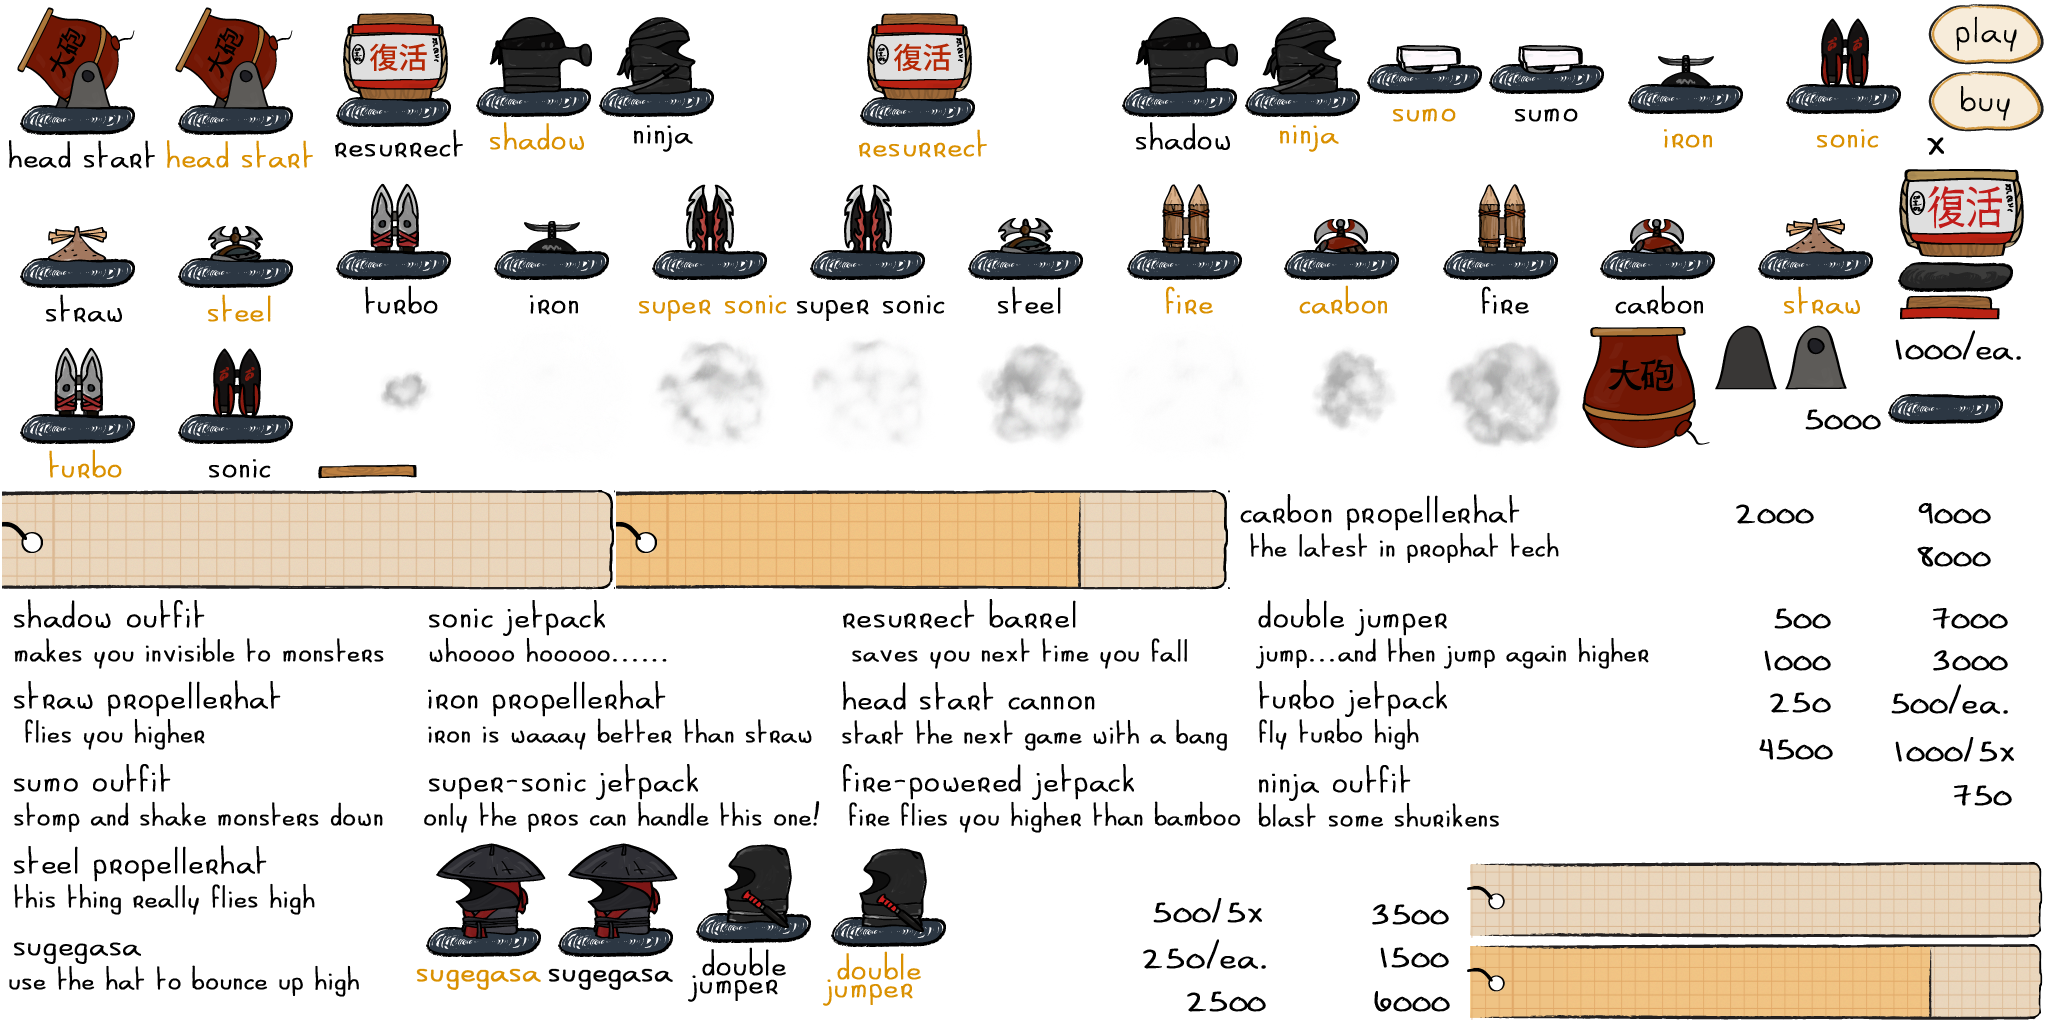 大砲
大砲
復活
復活
play
buy
x
head start
head start
resurrect
shadow
ninja
resurrect
shadow
ninja
sumo
sumo
iron
sonic
復活
straw
steel
turbo
iron
super sonic
super sonic
steel
fire
carbon
fire
carbon
straw
1000/ea.
大砲
5000
turbo
sonic
carbon propellerhat
the latest in prophat tech
2000
9000
8000
shadow outfit
makes you invisible to monsters
sonic jetpack
whoooo hooooo......
resurrect barrel
saves you next time you fall
double jumper
jump...and then jump again higher
500
7000
1000
3000
straw propellerhat
flies you higher
iron propellerhat
iron is waaay better than straw
head start cannon
start the next game with a bang
turbo jetpack
fly turbo high
250
500/ea.
4500
1000/5x
sumo outfit
stomp and shake monsters down
super-sonic jetpack
only the pros can handle this one!
fire-powered jetpack
fire flies you higher than bamboo
ninja outfit
blast some shurikens
750
steel propellerhat
this thing really flies high
sugegasa
use the hat to bounce up high
sugegasa
sugegasa
double
jumper
double
jumper
500/5x
3500
250/ea.
1500
2500
6000